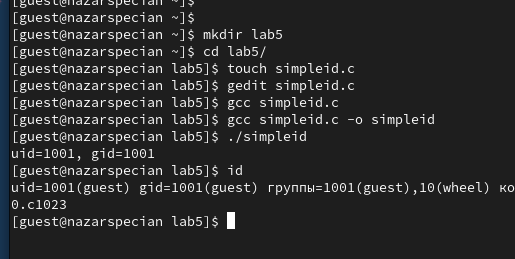 [guest@nazarspecian ~]$
[guest@nazarspecian ~]$
[guest@nazarspecian ~]$ mkdir lab5
[guest@nazarspecian ~]$ cd lab5/
[guest@nazarspecian lab5]$ touch simpleid.c
[guest@nazarspecian lab5]$ gedit simpleid.c
[guest@nazarspecian lab5]$ gcc simpleid.c
[guest@nazarspecian lab5]$ gcc simpleid.c -o simpleid
[guest@nazarspecian lab5]$ ./simpleid
uid=1001, gid=1001
[guest@nazarspecian lab5]$ id
uid=1001(guest) gid=1001(guest) группы=1001(guest),10(wheel) ко
0.c1023
[guest@nazarspecian lab5]$